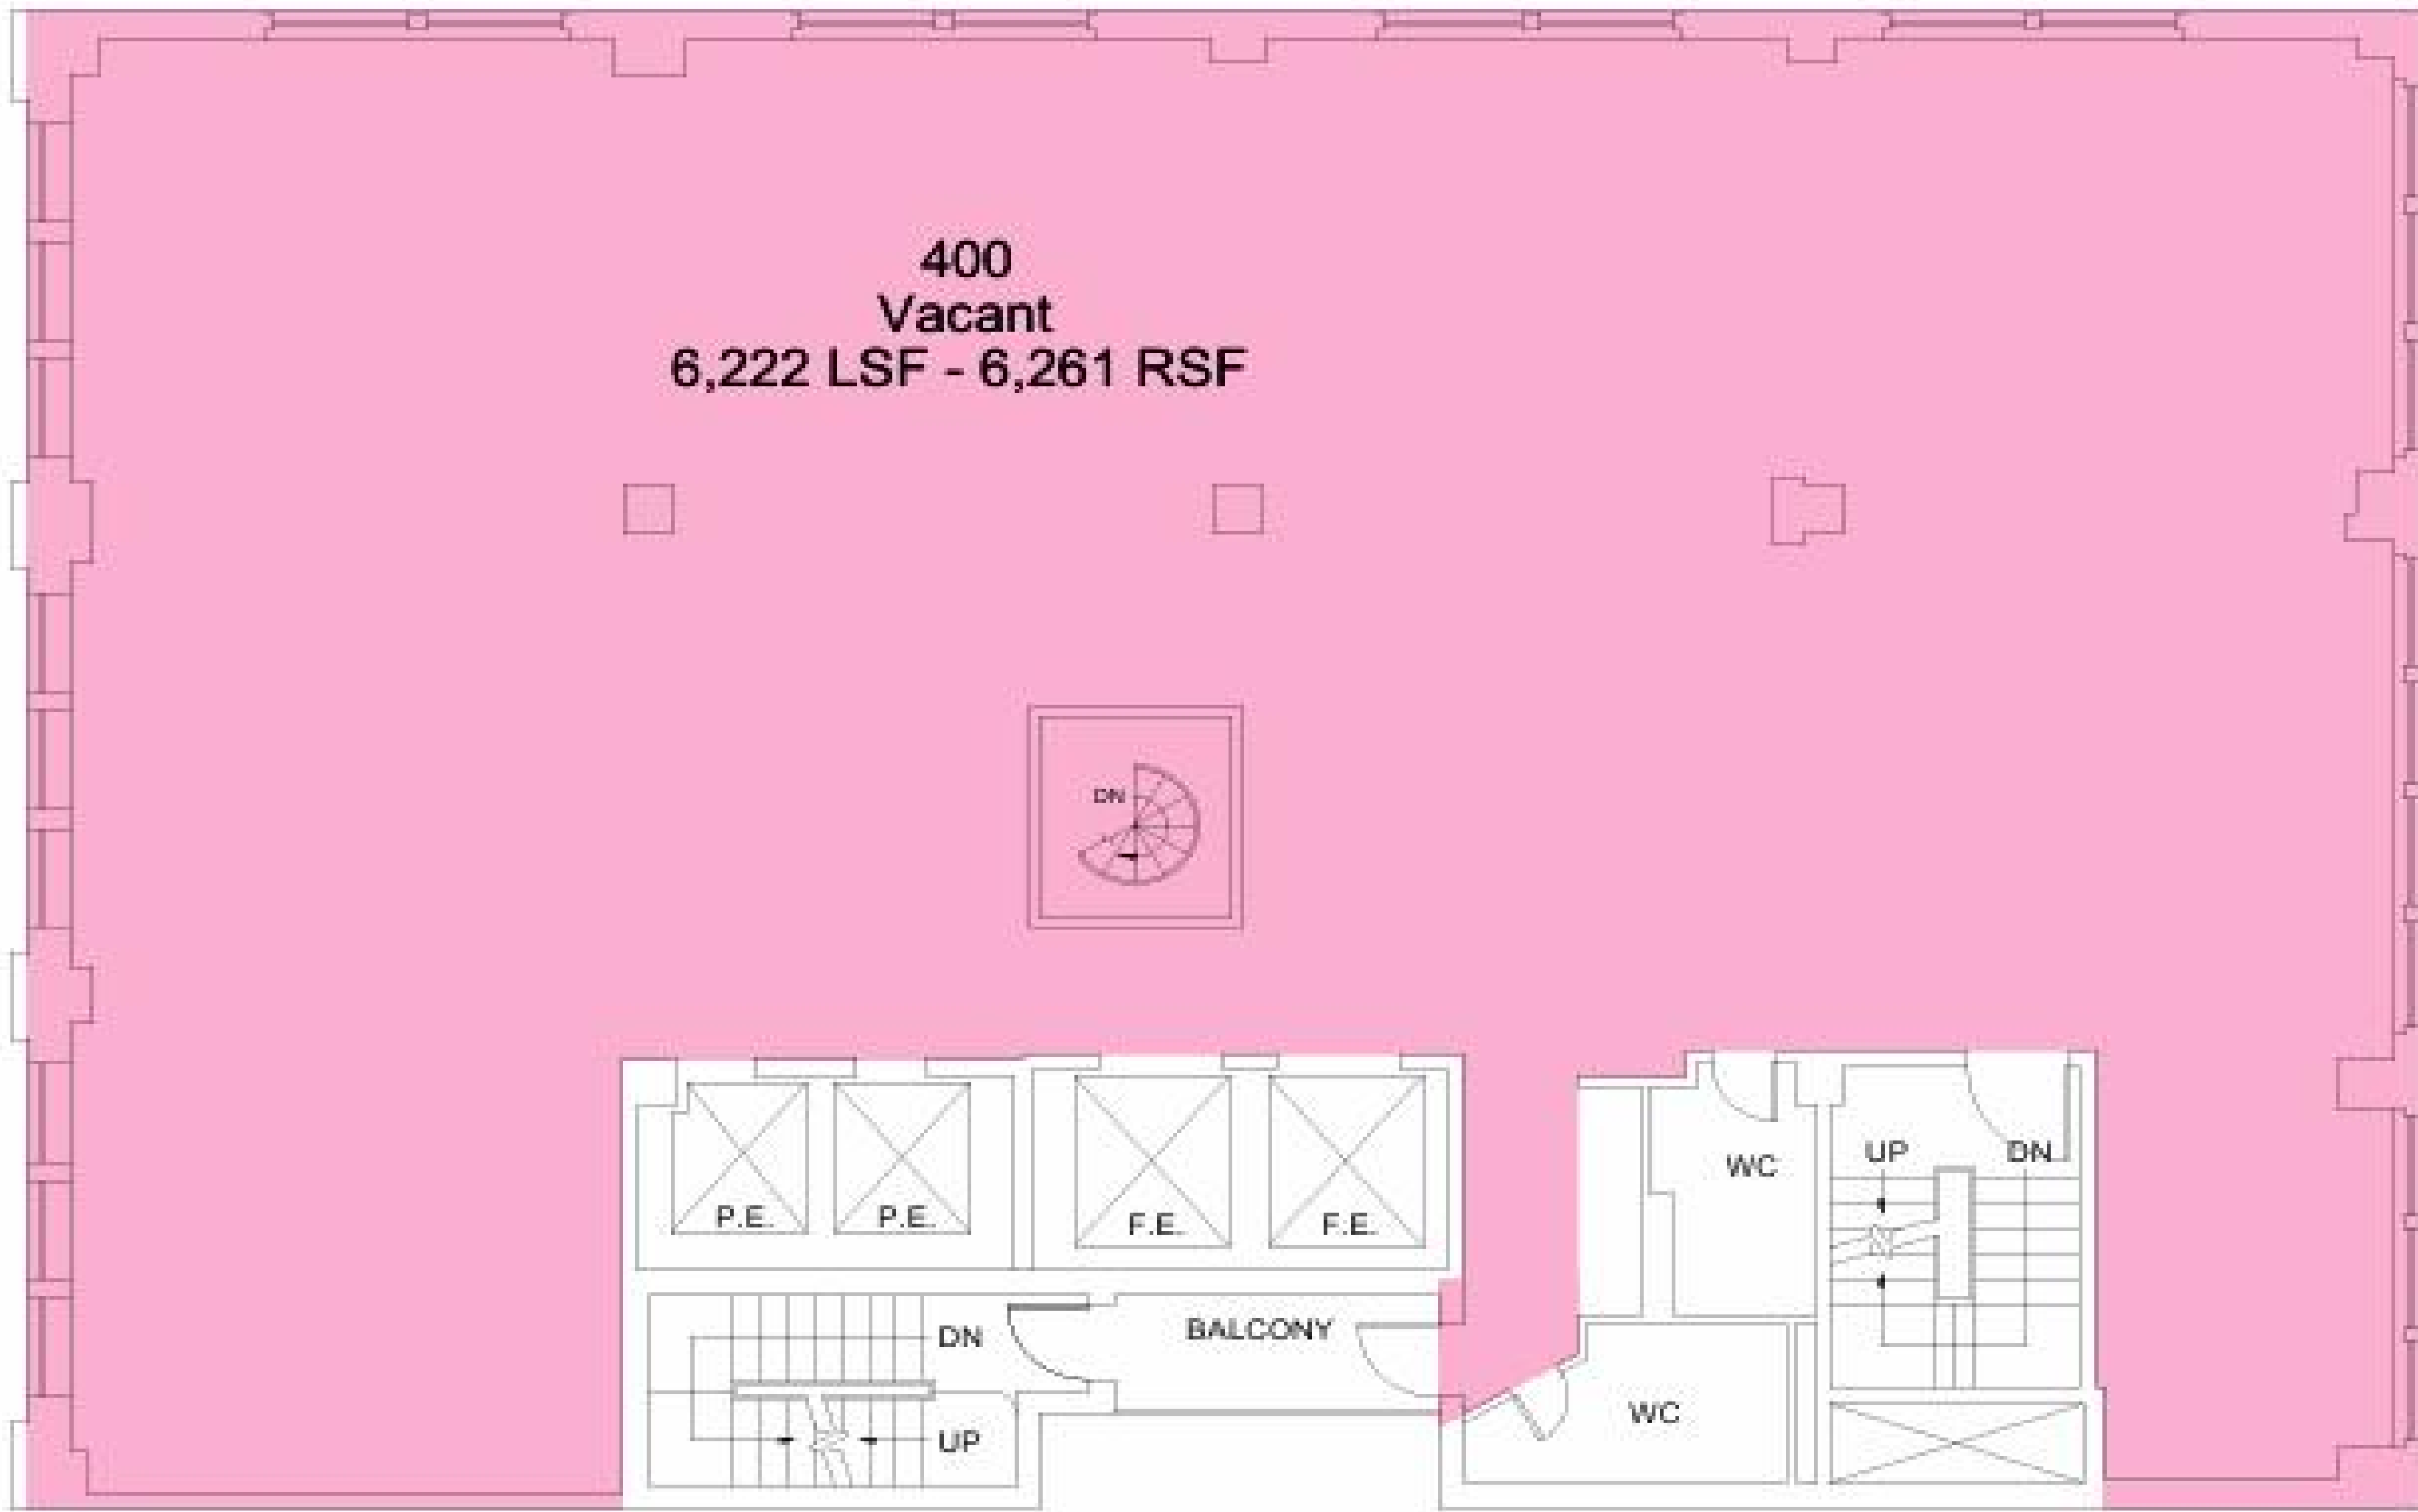 400
Vacant
6,222 LSF - 6,261 RSF
DN
P.E.
P.E.
F.E.
F.E.
WC
UP
DN
DN
BALCONY
UP
WC